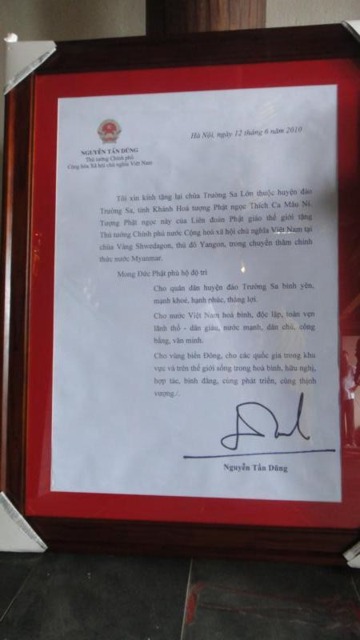 Hà Nội, ngày 12 tháng 6 năm 2010
NGUYỄN TẤN DŨNG
Thủ tướng Chính phủ
Cộng hòa Xã hội chủ nghĩa Việt Nam
Tôi xin kính tặng lại chùa Trường Sa Lớn thuộc huyện đảo
Trường Sa, tỉnh Khánh Hoà tượng Phật ngọc Thích Ca Mâu Ni.
Tượng Phật ngọc này của Liên đoàn Phật giáo thế giới tặng
Thủ tướng Chính phủ nước Cộng hoà xã hội chủ nghĩa Việt Nam tại
chùa Vàng Shwedagon, thủ đô Yangon, trong chuyến thăm chính
thức nước Myanmar.
Mong Đức Phật phù hộ độ trì
Cho quân dân huyện đảo Trường Sa bình yên,
mạnh khoẻ, hạnh phúc, thắng lợi.
Cho nước Việt Nam hoà bình, độc lập, toàn vẹn
lãnh thổ - dân giàu, nước mạnh, dân chủ, công
bằng, văn minh.
Cho vùng biển Đông, cho các quốc gia trong khu
vực và trên thế giới sống trong hoà bình, hữu nghị,
hợp tác, bình đẳng, cùng phát triển, cùng thịnh
vượng./.
Nguyễn Tấn Dũng